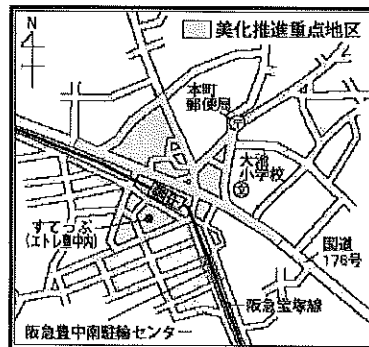 N
美化推進重点地区
本町
郵便局
大池
小学校
文
すてっぷ
(エトレ豊中内)
国道
176号
阪急宝塚線
阪急豊中南駐輪センター